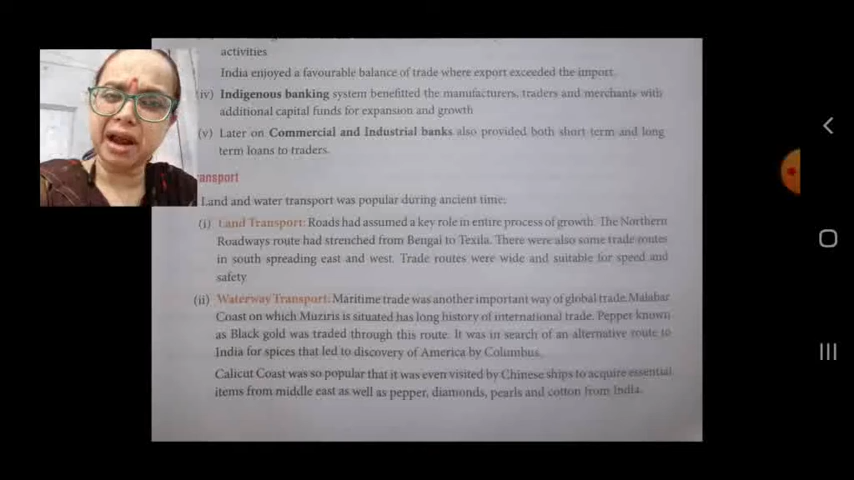 activities
India enjoyed a favourable balance of trade where export exceeded the import.
iv) Indigenous banking system benefitted the manufacturers, traders and merchants with
additional capital funds for expansion and growth
(v) Later on Commercial and Industrial banks also provided both short term and long
term loans to traders.
ansport
Land and water transport was popular during ancient time:
(i) Land Transport: Roads had assumed a key role in entire process of growth. The Northern
Roadways route had strenched from Bengal to Texila. There were also some trade routes
in south spreading east and west. Trade routes were wide and suitable for speed and
safety
(ii) Waterway Transport: Maritime trade was another important way of global trade. Malabar
Coast on which Muziris is situated has long history of international trade. Pepper known
as Black gold was traded through this route. It was in search of an alternative route to
India for spices that led to discovery of America by Columbus.
Calicut Coast was so popular that it was even visited by Chinese ships to acquire essential
items from middle east as well as pepper, diamonds, pearls and cotton from India.